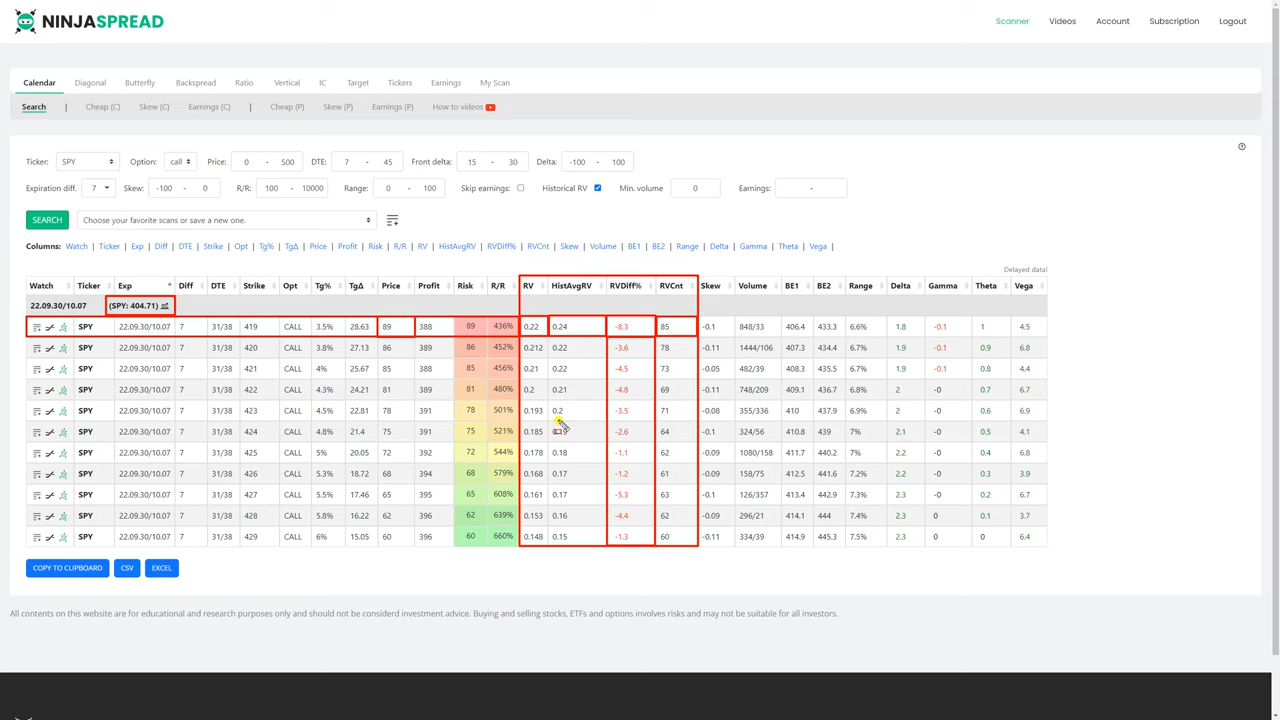 NINJASPREAD
Scanner Videos Account Subscription Logout
Calendar Diagonal Butterfly Backspread Ratio Vertical IC Target Tickers Earnings My Scan
Search | Cheap (C) Skew (C) Earnings (C) | Cheap (P) Skew (P) Earnings (P) How to videos
Ticker: SPY Option: call Price: 0 - 500 DTE: 7 - 45 Front delta: 15 - 30 Delta: -100 - 100
Expiration diff. 7 Skew: -100 - 0 R/R: 100 - 10000 Range: 0 - 100 Skip earnings: Historical RV Min. volume 0 Earnings: -
SEARCH Choose your favorite scans or save a new one.
Columns: Watch | Ticker | Exp | Diff | DTE | Strike | Opt | Tg% | TgΔ | Price | Profit | Risk | R/R | RV | HistAvgRV | RVDiff% | RVCnt | Skew | Volume | BE1 | BE2 | Range | Delta | Gamma | Theta | Vega |
Delayed data!
Watch Ticker Exp Diff DTE Strike Opt Tg% TgΔ Price Profit Risk R/R RV HistAvgRV RVDiff% RVCnt Skew Volume BE1 BE2 Range Delta Gamma Theta Vega
22.09.30/10.07 (SPY: 404.71)
SPY 22.09.30/10.07 7 31/38 419 CALL 3.5% 28.63 89 388 89 436% 0.22 0.24 -8.3 85 -0.1 848/33 406.4 433.3 6.6% 1.8 -0.1 1 4.5
SPY 22.09.30/10.07 7 31/38 420 CALL 3.8% 27.13 86 389 86 452% 0.212 0.22 -3.6 78 -0.11 1444/106 407.3 434.4 6.7% 1.9 -0.1 0.9 6.8
SPY 22.09.30/10.07 7 31/38 421 CALL 4% 25.67 85 388 85 456% 0.21 0.22 -4.5 73 -0.05 482/39 408.3 435.5 6.7% 1.9 -0.1 0.8 4.4
SPY 22.09.30/10.07 7 31/38 422 CALL 4.3% 24.21 81 389 81 480% 0.2 0.21 -4.8 69 -0.11 748/209 409.1 436.7 6.8% 2 -0 0.7 6.7
SPY 22.09.30/10.07 7 31/38 423 CALL 4.5% 22.81 78 391 78 501% 0.193 0.2 -3.5 71 -0.08 355/336 410 437.9 6.9% 2 -0 0.6 6.9
SPY 22.09.30/10.07 7 31/38 424 CALL 4.8% 21.4 75 391 75 521% 0.185 -2.6 64 -0.09 324/56 410.8 439 7% 2.1 -0 0.5 4.1
SPY 22.09.30/10.07 7 31/38 425 CALL 5% 20.05 72 392 72 544% 0.178 0.18 -1.1 62 -0.09 1080/158 411.7 440.2 7% 2.2 -0 0.4 6.8
SPY 22.09.30/10.07 7 31/38 426 CALL 5.3% 18.72 68 394 68 579% 0.168 0.17 -1.2 61 -0.09 158/75 412.5 441.6 7.2% 2.2 -0 0.3 3.9
SPY 22.09.30/10.07 7 31/38 427 CALL 5.5% 17.46 65 395 65 608% 0.161 0.17 -5.3 63 -0.1 126/357 413.4 442.9 7.3% 2.3 -0 0.2 6.7
SPY 22.09.30/10.07 7 31/38 428 CALL 5.8% 16.22 62 396 62 639% 0.153 0.16 -4.4 62 -0.09 296/21 414.1 444 7.4% 2.3 0 0.1 3.7
SPY 22.09.30/10.07 7 31/38 429 CALL 6% 15.05 60 396 60 660% 0.148 0.15 -1.3 60 -0.09 334/39 414.9 445.1 7.5% 2.3 0 0 6.4
COPY TO CLIPBOARD CSV EXCEL
All contents on this website are for educational and research purposes only and should not be considerd investment advice. Buying and selling stocks, ETFs and options involves risks and may not be suitable for all investors.